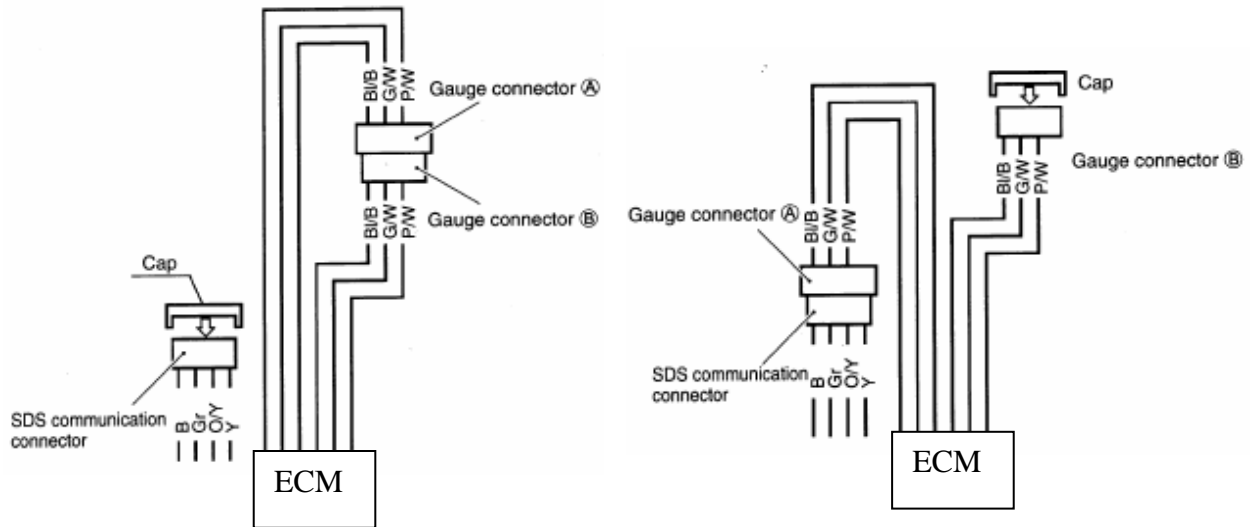 Bl/B G/W P/W
Gauge connector Ⓐ
Gauge connector Ⓑ
Bl/B G/W P/W
Cap
SDS communication
connector
B Gr O/Y Y
ECM
Cap
Bl/B G/W P/W
Gauge connector Ⓑ
Gauge connector Ⓐ
Bl/B G/W P/W
SDS communication
connector
B Gr O/Y Y
ECM